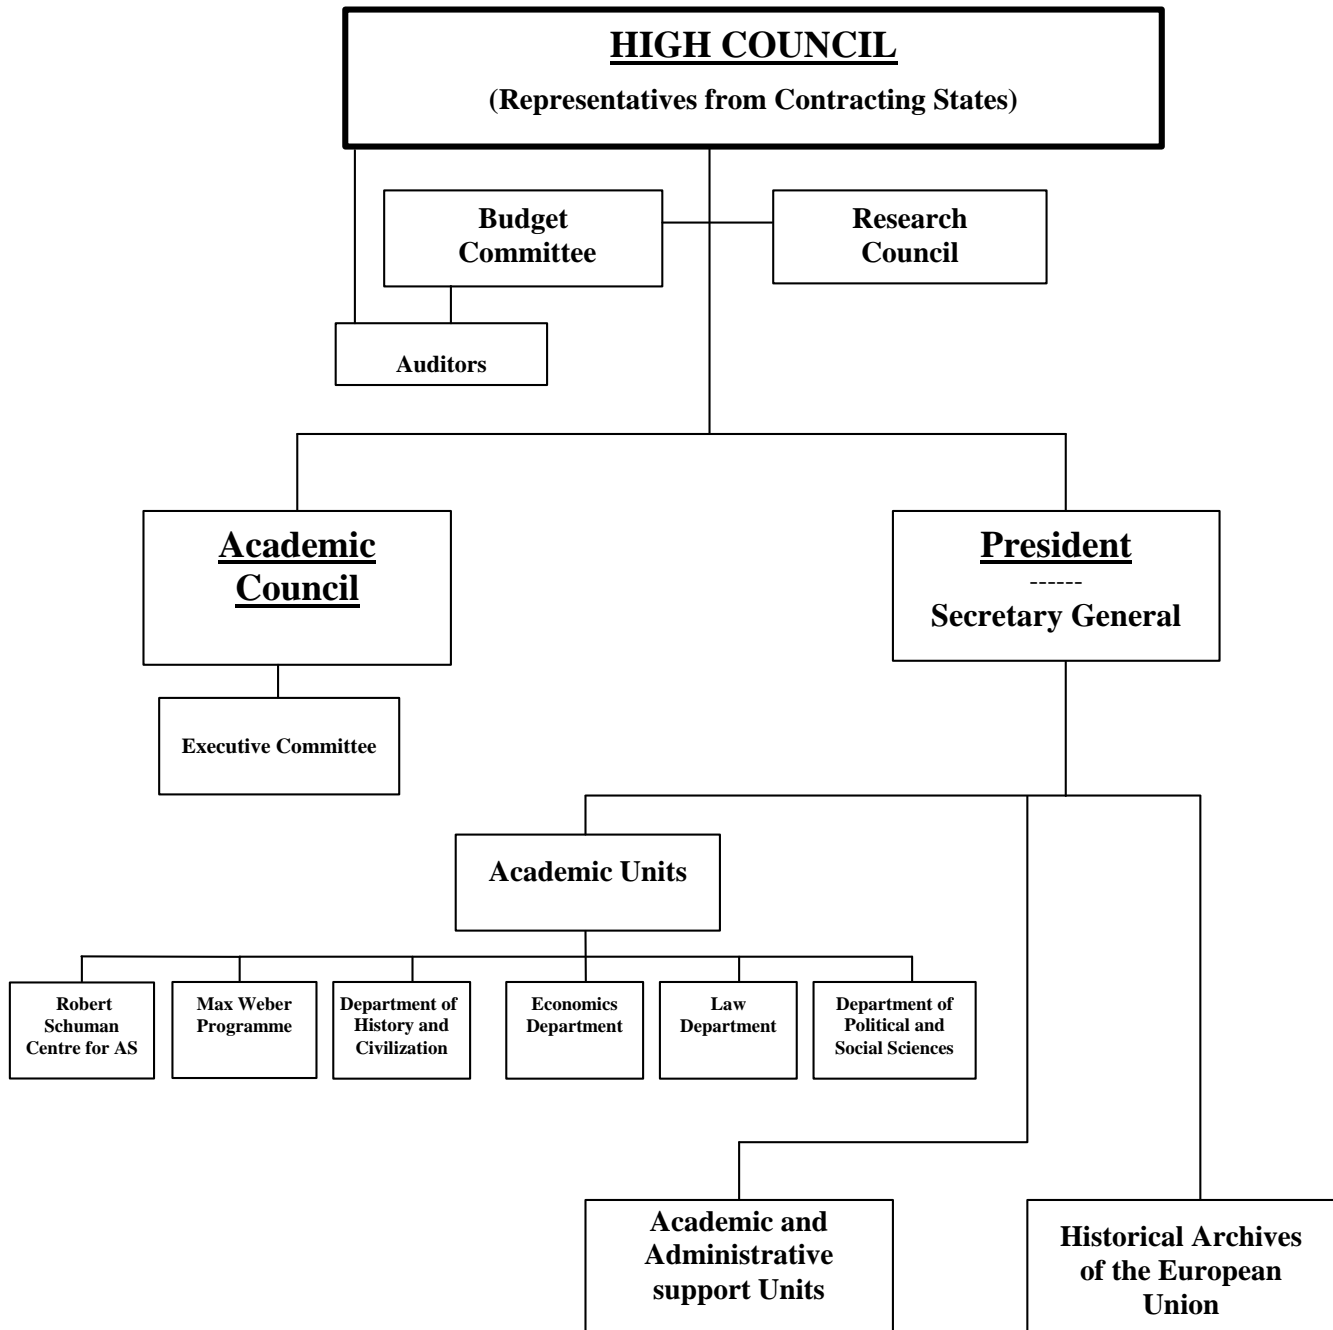 HIGH COUNCIL
(Representatives from Contracting States)
Budget
Committee
Research
Council
Auditors
Academic
Council
President
------
Secretary General
Executive Committee
Academic Units
Robert
Schuman
Centre for AS
Max Weber
Programme
Department of
History and
Civilization
Economics
Department
Law
Department
Department of
Political and
Social Sciences
Academic and
Administrative
support Units
Historical Archives
of the European
Union